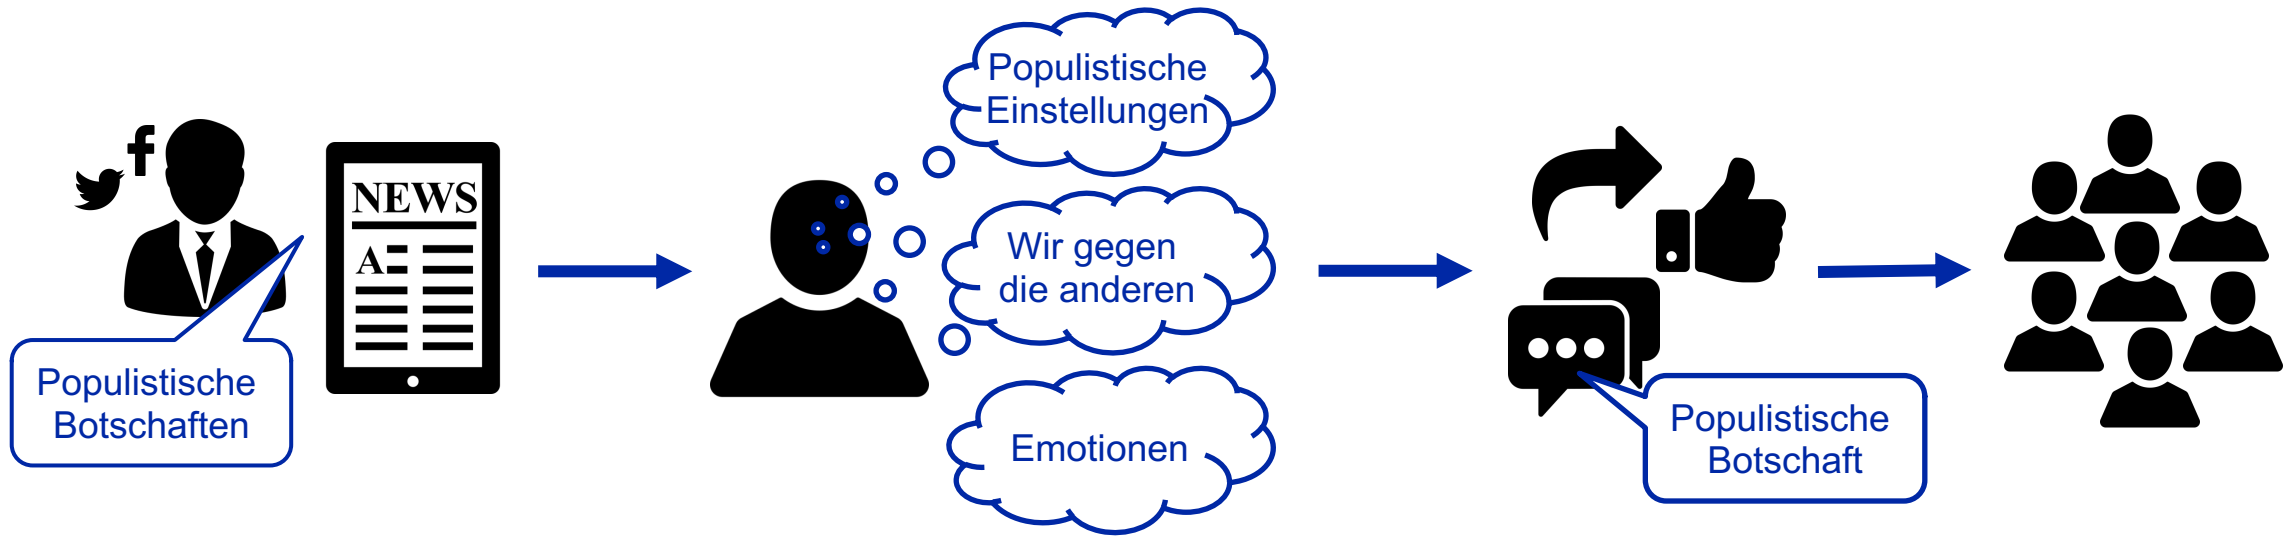 Populistische
Botschaften
NEWS
A
Populistische
Einstellungen
Wir gegen
die anderen
Emotionen
Populistische
Botschaft